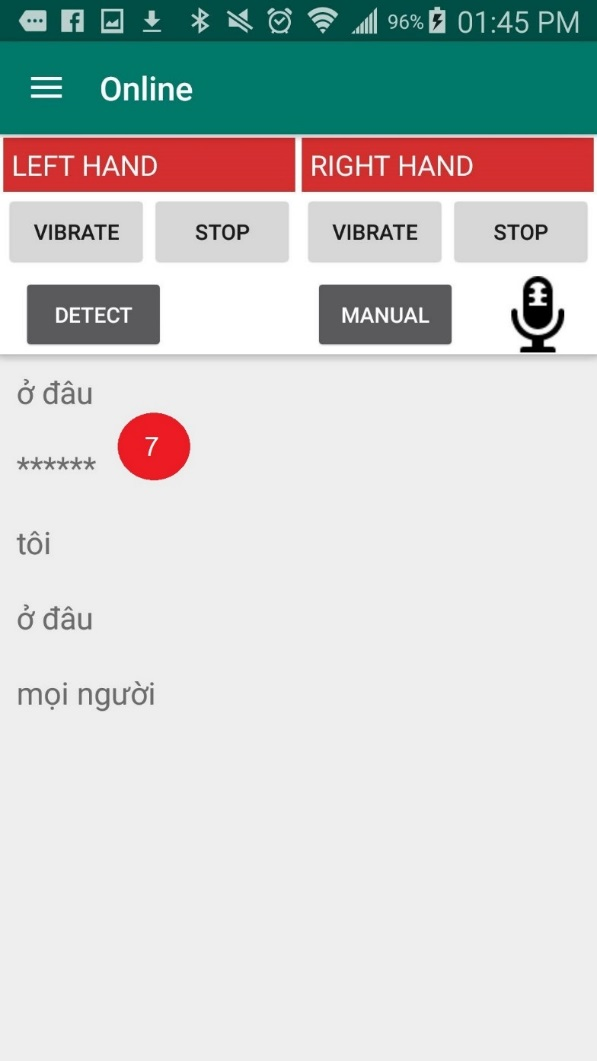 96% 01:45 PM
Online
LEFT HAND RIGHT HAND
VIBRATE STOP VIBRATE STOP
DETECT MANUAL
ở đâu
7
******
tôi
ở đâu
mọi người